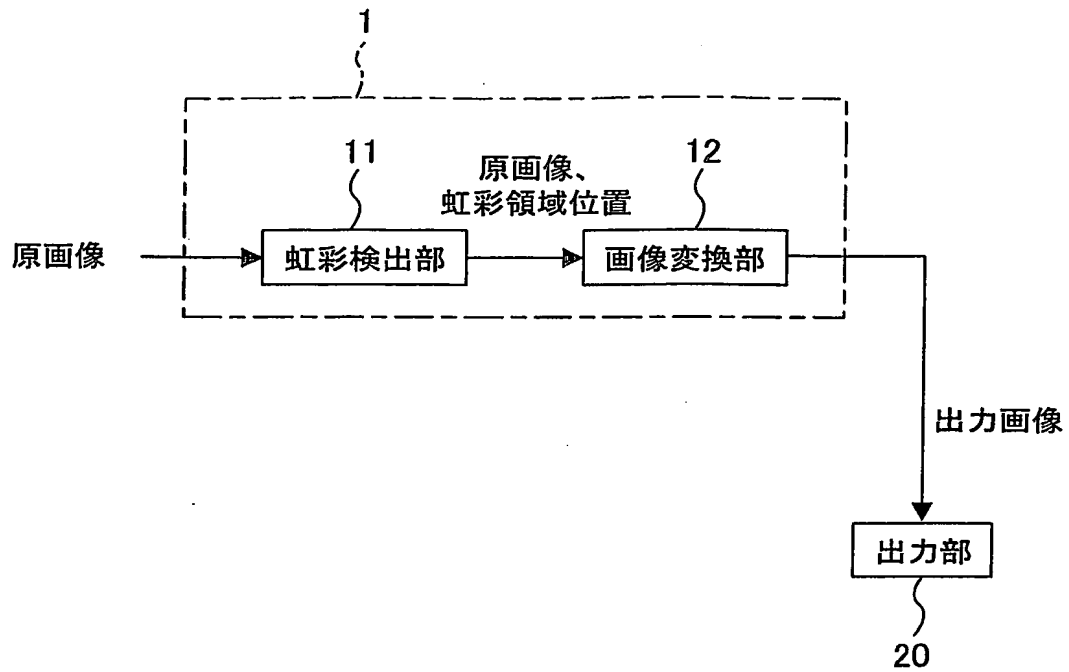 1
11
原画像、
虹彩領域位置
12
原画像
虹彩検出部
画像変換部
出力画像
出力部
20